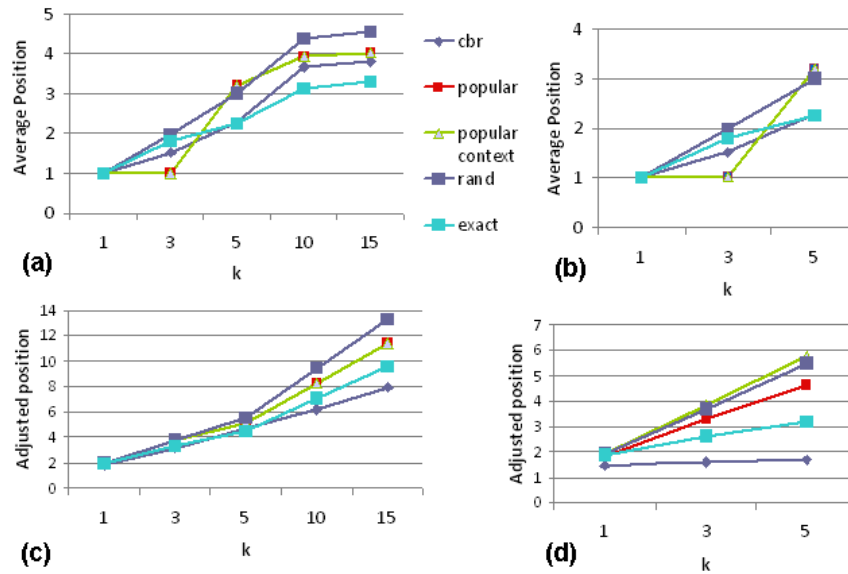 5
4
3
2
1
0
Average Position
1 3 5 10 15
k
(a)
cbr
popular
popular
context
rand
exact
4
3
2
1
0
Average Position
1 3 5
k
(b)
14
12
10
8
6
4
2
0
Adjusted position
1 3 5 10 15
k
(c)
7
6
5
4
3
2
1
0
Adjusted position
1 3 5
k
(d)